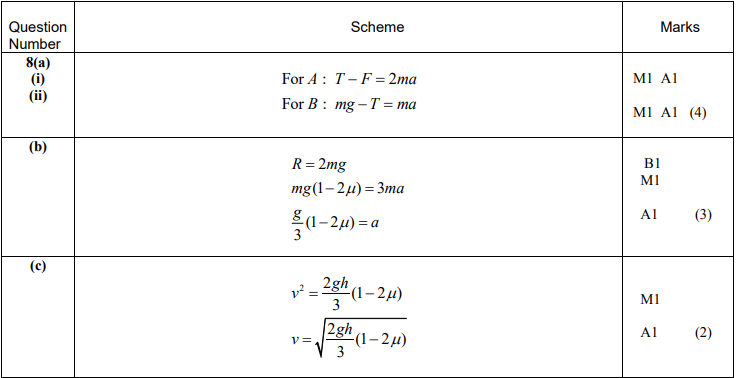 Question Number Scheme Marks
8(a)
(i) For A : T − F = 2ma M1 A1
(ii) For B : mg − T = ma M1 A1 (4)
(b)
R = 2mg B1
mg(1 − 2μ) = 3ma M1
g/3 (1 − 2μ) = a A1 (3)
(c)
v² = 2gh/3 (1 − 2μ) M1
v = √(2gh/3 (1 − 2μ)) A1 (2)